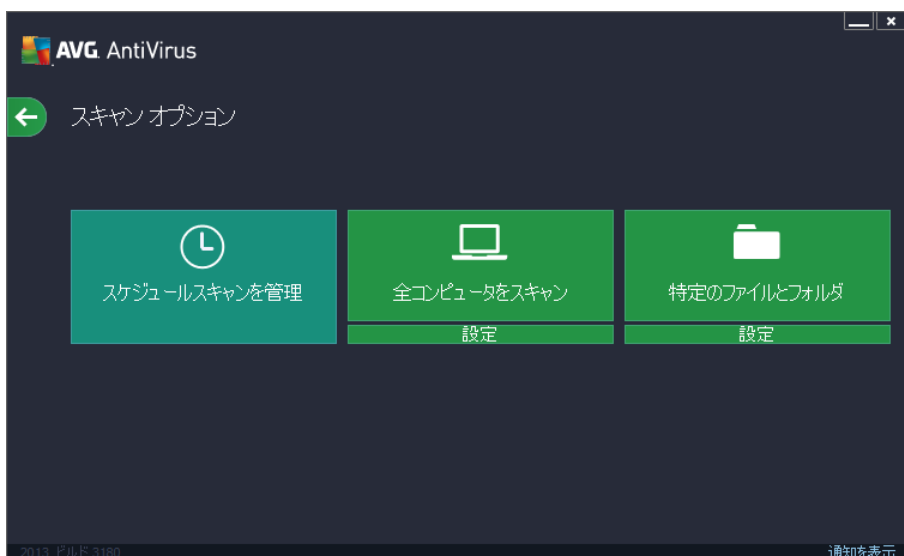 AVG. AntiVirus
スキャン オプション
スケジュールスキャンを管理
全コンピュータをスキャン
特定のファイルとフォルダ
設定
設定
2013 ビルド 3180
通知を表示